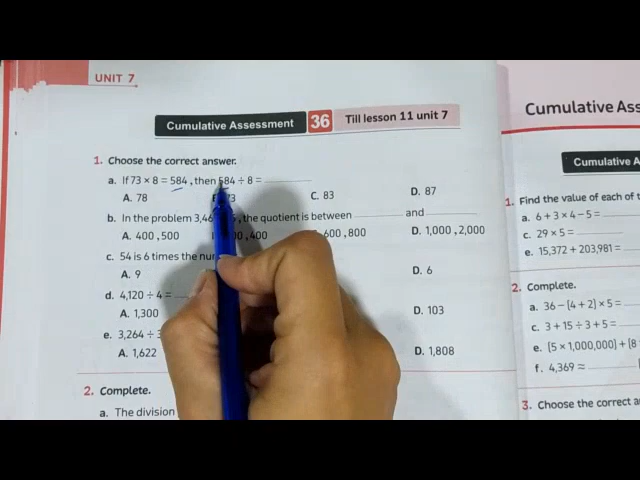 UNIT 7
Cumulative Assessment 36 Till lesson 11 unit 7
1. Choose the correct answer.
a. If 73 × 8 = 584 , then 584 ÷ 8 =
A. 78 73 C. 83 D. 87
b. In the problem 3,46 , the quotient is between and
A. 400 , 500 00 , 400 600 , 800 D. 1,000 , 2,000
c. 54 is 6 times the
A. 9 D. 6
d. 4,120 ÷ 4 =
A. 1,300 D. 103
e. 3,264 ÷
A. 1,622 D. 1,808
2. Complete.
a. The division
Cumulative Ass
Cumulative A
1. Find the value of each of
a. 6 + 3 × 4 – 5 =
c. 29 × 5 =
e. 15,372 + 203,981 =
2. Complete.
a. 36 – (4 + 2) × 5 =
c. 3 + 15 ÷ 3 + 5 =
e. (5 × 1,000,000) + (8
f. 4,369 ≈
3. Choose the correct a